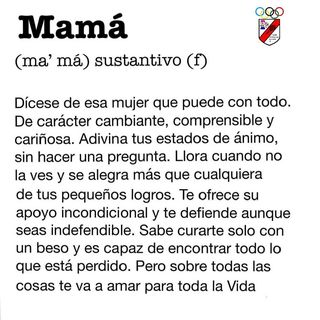 Mamá
(ma' má) sustantivo (f)
Dícese de esa mujer que puede con todo.
De carácter cambiante, comprensible y
cariñosa. Adivina tus estados de ánimo,
sin hacer una pregunta. Llora cuando no
la ves y se alegra más que cualquiera
de tus pequeños logros. Te ofrece su
apoyo incondicional y te defiende aunque
seas indefendible. Sabe curarte solo con
un beso y es capaz de encontrar todo lo
que está perdido. Pero sobre todas las
cosas te va a amar para toda la Vida